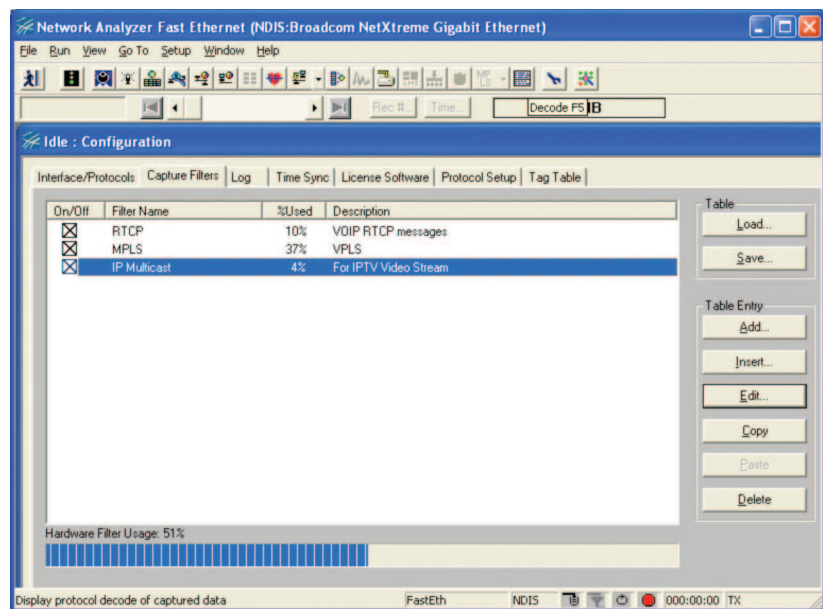 Network Analyzer Fast Ethernet (NDIS:Broadcom NetXtreme Gigabit Ethernet)
File Run View Go To Setup Window Help
MP LS
Rec #... Time... Decode F5 IB
Idle : Configuration
Interface/Protocols Capture Filters Log Time Sync License Software Protocol Setup Tag Table
On/Off Filter Name %Used Description
RTCP 10% VOIP RTCP messages
MPLS 37% VPLS
IP Multicast 4% For IPTV Video Stream
Table
Load...
Save...
Table Entry
Add...
Insert...
Edit...
Copy
Paste
Delete
Hardware Filter Usage: 51%
Display protocol decode of captured data FastEth NDIS 000:00:00 TX